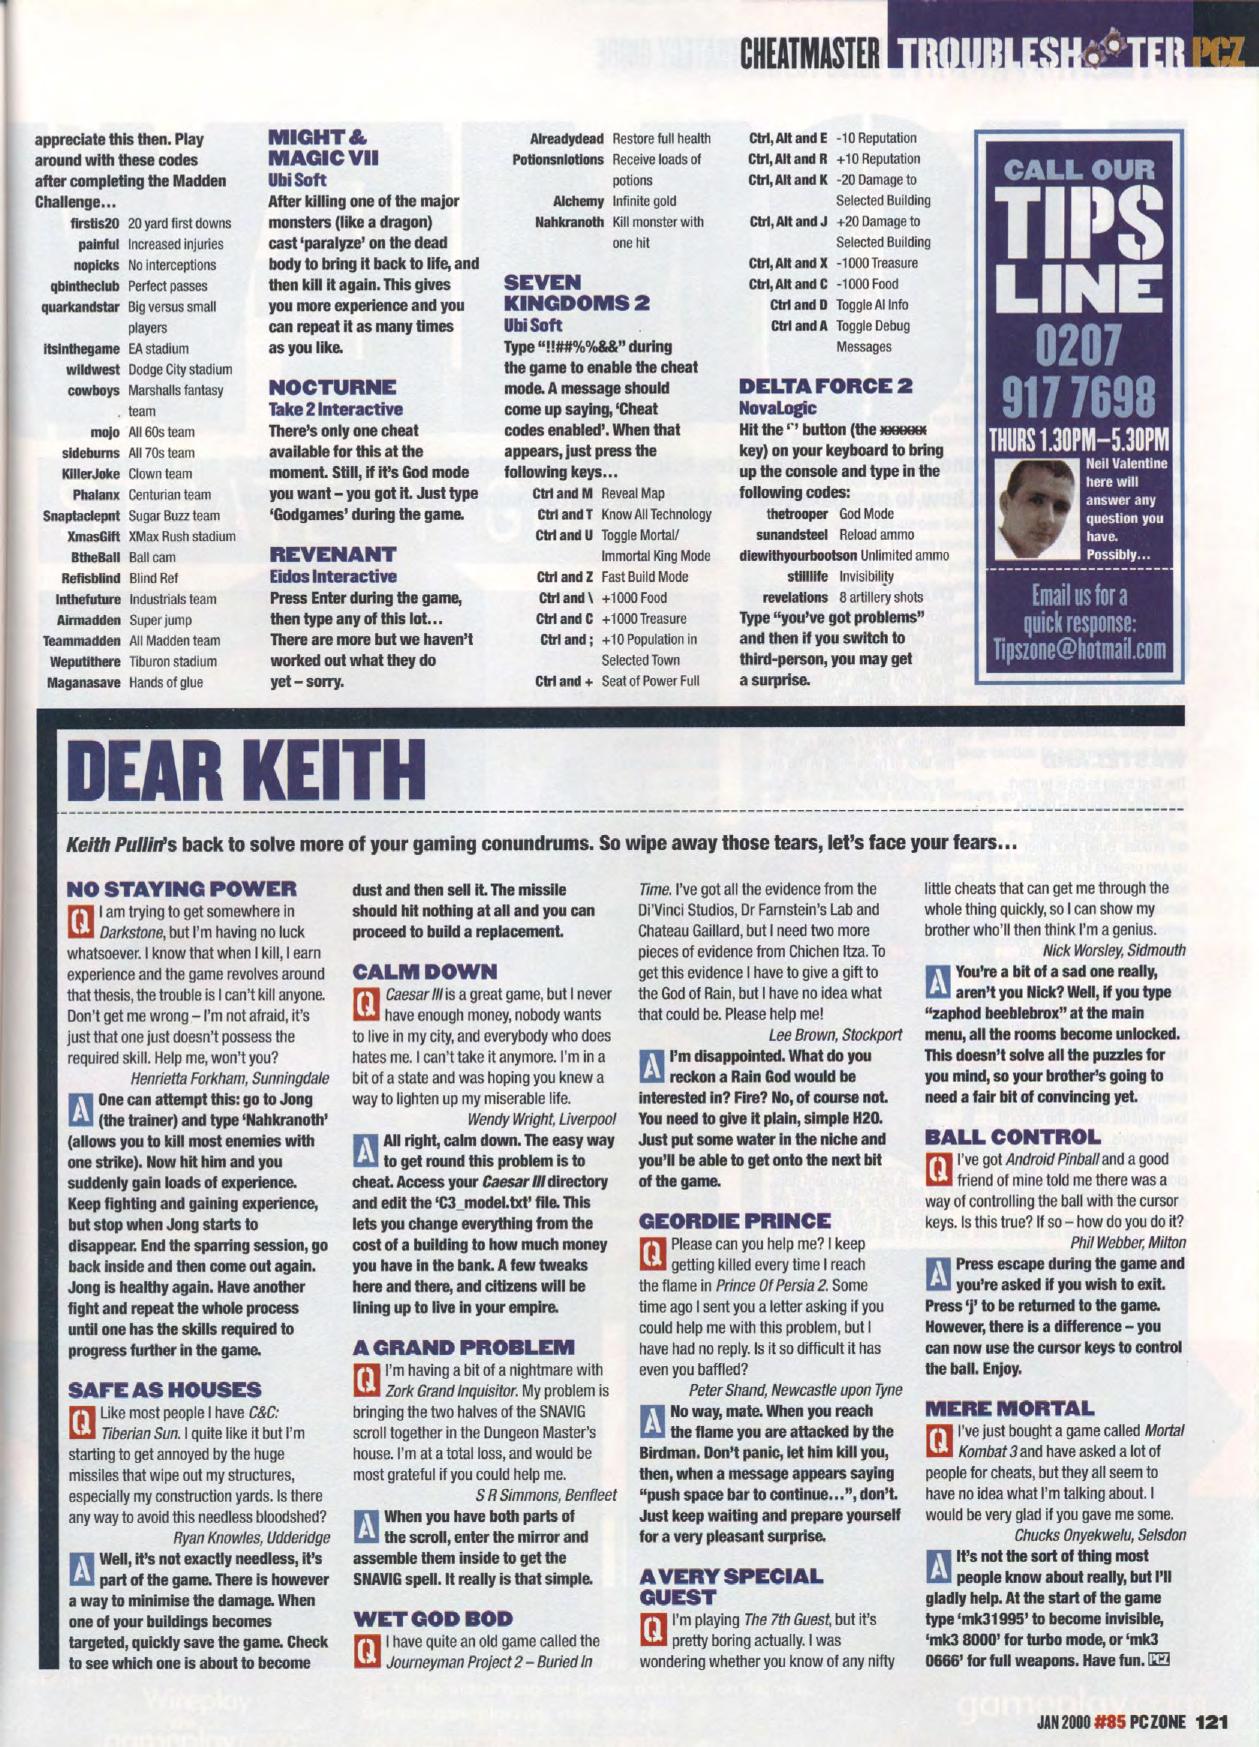 CHEATMASTER TROUBLESHOOTER PCZ
appreciate this then. Play
around with these codes
after completing the Madden
Challenge...
firstis20 20 yard first downs
painful Increased injuries
nopicks No interceptions
qbintheclub Perfect passes
quarkandstar Big versus small
players
itsinthegame EA stadium
wildwest Dodge City stadium
cowboys Marshalls fantasy
team
mojo All 60s team
sideburns All 70s team
KillerJoke Clown team
Phalanx Centurian team
Snaptaclepnt Sugar Buzz team
XmasGift XMax Rush stadium
BtheBall Ball cam
Refisblind Blind Ref
Inthefuture Industrials team
Airmadden Super jump
Teammadden All Madden team
Weputithere Tiburon stadium
Maganasave Hands of glue
MIGHT &
MAGIC VII
Ubi Soft
After killing one of the major
monsters (like a dragon)
cast 'paralyze' on the dead
body to bring it back to life, and
then kill it again. This gives
you more experience and you
can repeat it as many times
as you like.
NOCTURNE
Take 2 Interactive
There's only one cheat
available for this at the
moment. Still, if it's God mode
you want – you got it. Just type
'Godgames' during the game.
REVENANT
Eidos Interactive
Press Enter during the game,
then type any of this lot...
There are more but we haven't
worked out what they do
yet – sorry.
Alreadydead Restore full health
Potionsnlotions Receive loads of
potions
Alchemy Infinite gold
Nahkranoth Kill monster with
one hit
SEVEN
KINGDOMS 2
Ubi Soft
Type "!!##%%&&" during
the game to enable the cheat
mode. A message should
come up saying, 'Cheat
codes enabled'. When that
appears, just press the
following keys...
Ctrl and M Reveal Map
Ctrl and T Know All Technology
Ctrl and U Toggle Mortal/
Immortal King Mode
Ctrl and Z Fast Build Mode
Ctrl and \ +1000 Food
Ctrl and C +1000 Treasure
Ctrl and ; +10 Population in
Selected Town
Ctrl and + Seat of Power Full
Ctrl, Alt and E -10 Reputation
Ctrl, Alt and R +10 Reputation
Ctrl, Alt and K -20 Damage to
Selected Building
Ctrl, Alt and J +20 Damage to
Selected Building
Ctrl, Alt and X -1000 Treasure
Ctrl, Alt and C -1000 Food
Ctrl and D Toggle AI Info
Ctrl and A Toggle Debug
Messages
DELTA FORCE 2
NovaLogic
Hit the '`' button (the xxxxxx
key) on your keyboard to bring
up the console and type in the
following codes:
thetrooper God Mode
sunandsteel Reload ammo
diewithyourbootson Unlimited ammo
stilllife Invisibility
revelations 8 artillery shots
Type "you've got problems"
and then if you switch to
third-person, you may get
a surprise.
CALL OUR
TIPS
LINE
0207
917 7698
THURS 1.30PM–5.30PM
Neil Valentine
here will
answer any
question you
have.
Possibly...
Email us for a
quick response:
Tipszone@hotmail.com
DEAR KEITH
Keith Pullin's back to solve more of your gaming conundrums. So wipe away those tears, let's face your fears...
NO STAYING POWER
Q I am trying to get somewhere in
Darkstone, but I'm having no luck
whatsoever. I know that when I kill, I earn
experience and the game revolves around
that thesis, the trouble is I can't kill anyone.
Don't get me wrong – I'm not afraid, it's
just that one just doesn't possess the
required skill. Help me, won't you?
Henrietta Forkham, Sunningdale
A One can attempt this: go to Jong
(the trainer) and type 'Nahkranoth'
(allows you to kill most enemies with
one strike). Now hit him and you
suddenly gain loads of experience.
Keep fighting and gaining experience,
but stop when Jong starts to
disappear. End the sparring session, go
back inside and then come out again.
Jong is healthy again. Have another
fight and repeat the whole process
until one has the skills required to
progress further in the game.
SAFE AS HOUSES
Q Like most people I have C&C:
Tiberian Sun. I quite like it but I'm
starting to get annoyed by the huge
missiles that wipe out my structures,
especially my construction yards. Is there
any way to avoid this needless bloodshed?
Ryan Knowles, Udderidge
A Well, it's not exactly needless, it's
part of the game. There is however
a way to minimise the damage. When
one of your buildings becomes
targeted, quickly save the game. Check
to see which one is about to become
dust and then sell it. The missile
should hit nothing at all and you can
proceed to build a replacement.
CALM DOWN
Q Caesar III is a great game, but I never
have enough money, nobody wants
to live in my city, and everybody who does
hates me. I can't take it anymore. I'm in a
bit of a state and was hoping you knew a
way to lighten up my miserable life.
Wendy Wright, Liverpool
A All right, calm down. The easy way
to get round this problem is to
cheat. Access your Caesar III directory
and edit the 'C3_model.txt' file. This
lets you change everything from the
cost of a building to how much money
you have in the bank. A few tweaks
here and there, and citizens will be
lining up to live in your empire.
A GRAND PROBLEM
Q I'm having a bit of a nightmare with
Zork Grand Inquisitor. My problem is
bringing the two halves of the SNAVIG
scroll together in the Dungeon Master's
house. I'm at a total loss, and would be
most grateful if you could help me.
S R Simmons, Benfleet
A When you have both parts of
the scroll, enter the mirror and
assemble them inside to get the
SNAVIG spell. It really is that simple.
WET GOD BOD
Q I have quite an old game called the
Journeyman Project 2 – Buried In
Time. I've got all the evidence from the
Di'Vinci Studios, Dr Farnstein's Lab and
Chateau Gaillard, but I need two more
pieces of evidence from Chichen Itza. To
get this evidence I have to give a gift to
the God of Rain, but I have no idea what
that could be. Please help me!
Lee Brown, Stockport
A I'm disappointed. What do you
reckon a Rain God would be
interested in? Fire? No, of course not.
You need to give it plain, simple H20.
Just put some water in the niche and
you'll be able to get onto the next bit
of the game.
GEORDIE PRINCE
Q Please can you help me? I keep
getting killed every time I reach
the flame in Prince Of Persia 2. Some
time ago I sent you a letter asking if you
could help me with this problem, but I
have had no reply. Is it so difficult it has
even you baffled?
Peter Shand, Newcastle upon Tyne
A No way, mate. When you reach
the flame you are attacked by the
Birdman. Don't panic, let him kill you,
then, when a message appears saying
"push space bar to continue...", don't.
Just keep waiting and prepare yourself
for a very pleasant surprise.
A VERY SPECIAL
GUEST
Q I'm playing The 7th Guest, but it's
pretty boring actually. I was
wondering whether you know of any nifty
little cheats that can get me through the
whole thing quickly, so I can show my
brother who'll then think I'm a genius.
Nick Worsley, Sidmouth
A You're a bit of a sad one really,
aren't you Nick? Well, if you type
"zaphod beeblebrox" at the main
menu, all the rooms become unlocked.
This doesn't solve all the puzzles for
you mind, so your brother's going to
need a fair bit of convincing yet.
BALL CONTROL
Q I've got Android Pinball and a good
friend of mine told me there was a
way of controlling the ball with the cursor
keys. Is this true? If so – how do you do it?
Phil Webber, Milton
A Press escape during the game and
you're asked if you wish to exit.
Press 'j' to be returned to the game.
However, there is a difference – you
can now use the cursor keys to control
the ball. Enjoy.
MERE MORTAL
Q I've just bought a game called Mortal
Kombat 3 and have asked a lot of
people for cheats, but they all seem to
have no idea what I'm talking about. I
would be very glad if you gave me some.
Chucks Onyekwelu, Selsdon
A It's not the sort of thing most
people know about really, but I'll
gladly help. At the start of the game
type 'mk31995' to become invisible,
'mk3 8000' for turbo mode, or 'mk3
0666' for full weapons. Have fun. PCZ
JAN 2000 #85 PC ZONE 121